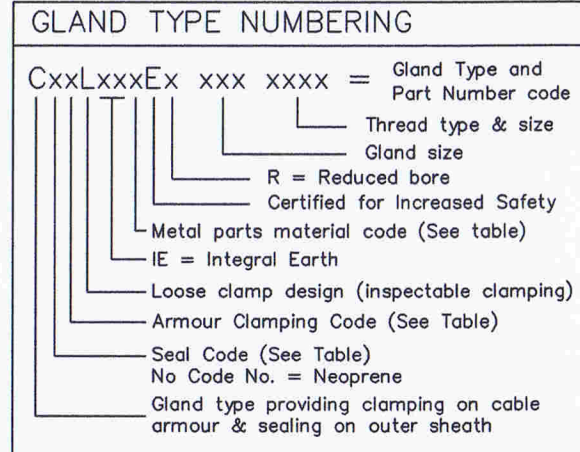 GLAND TYPE NUMBERING
CxxLxxxEx xxx xxxx = Gland Type and
Part Number code
Thread type & size
Gland size
R = Reduced bore
Certified for Increased Safety
Metal parts material code (See table)
IE = Integral Earth
Loose clamp design (inspectable clamping)
Armour Clamping Code (See Table)
Seal Code (See Table)
No Code No. = Neoprene
Gland type providing clamping on cable
armour & sealing on outer sheath